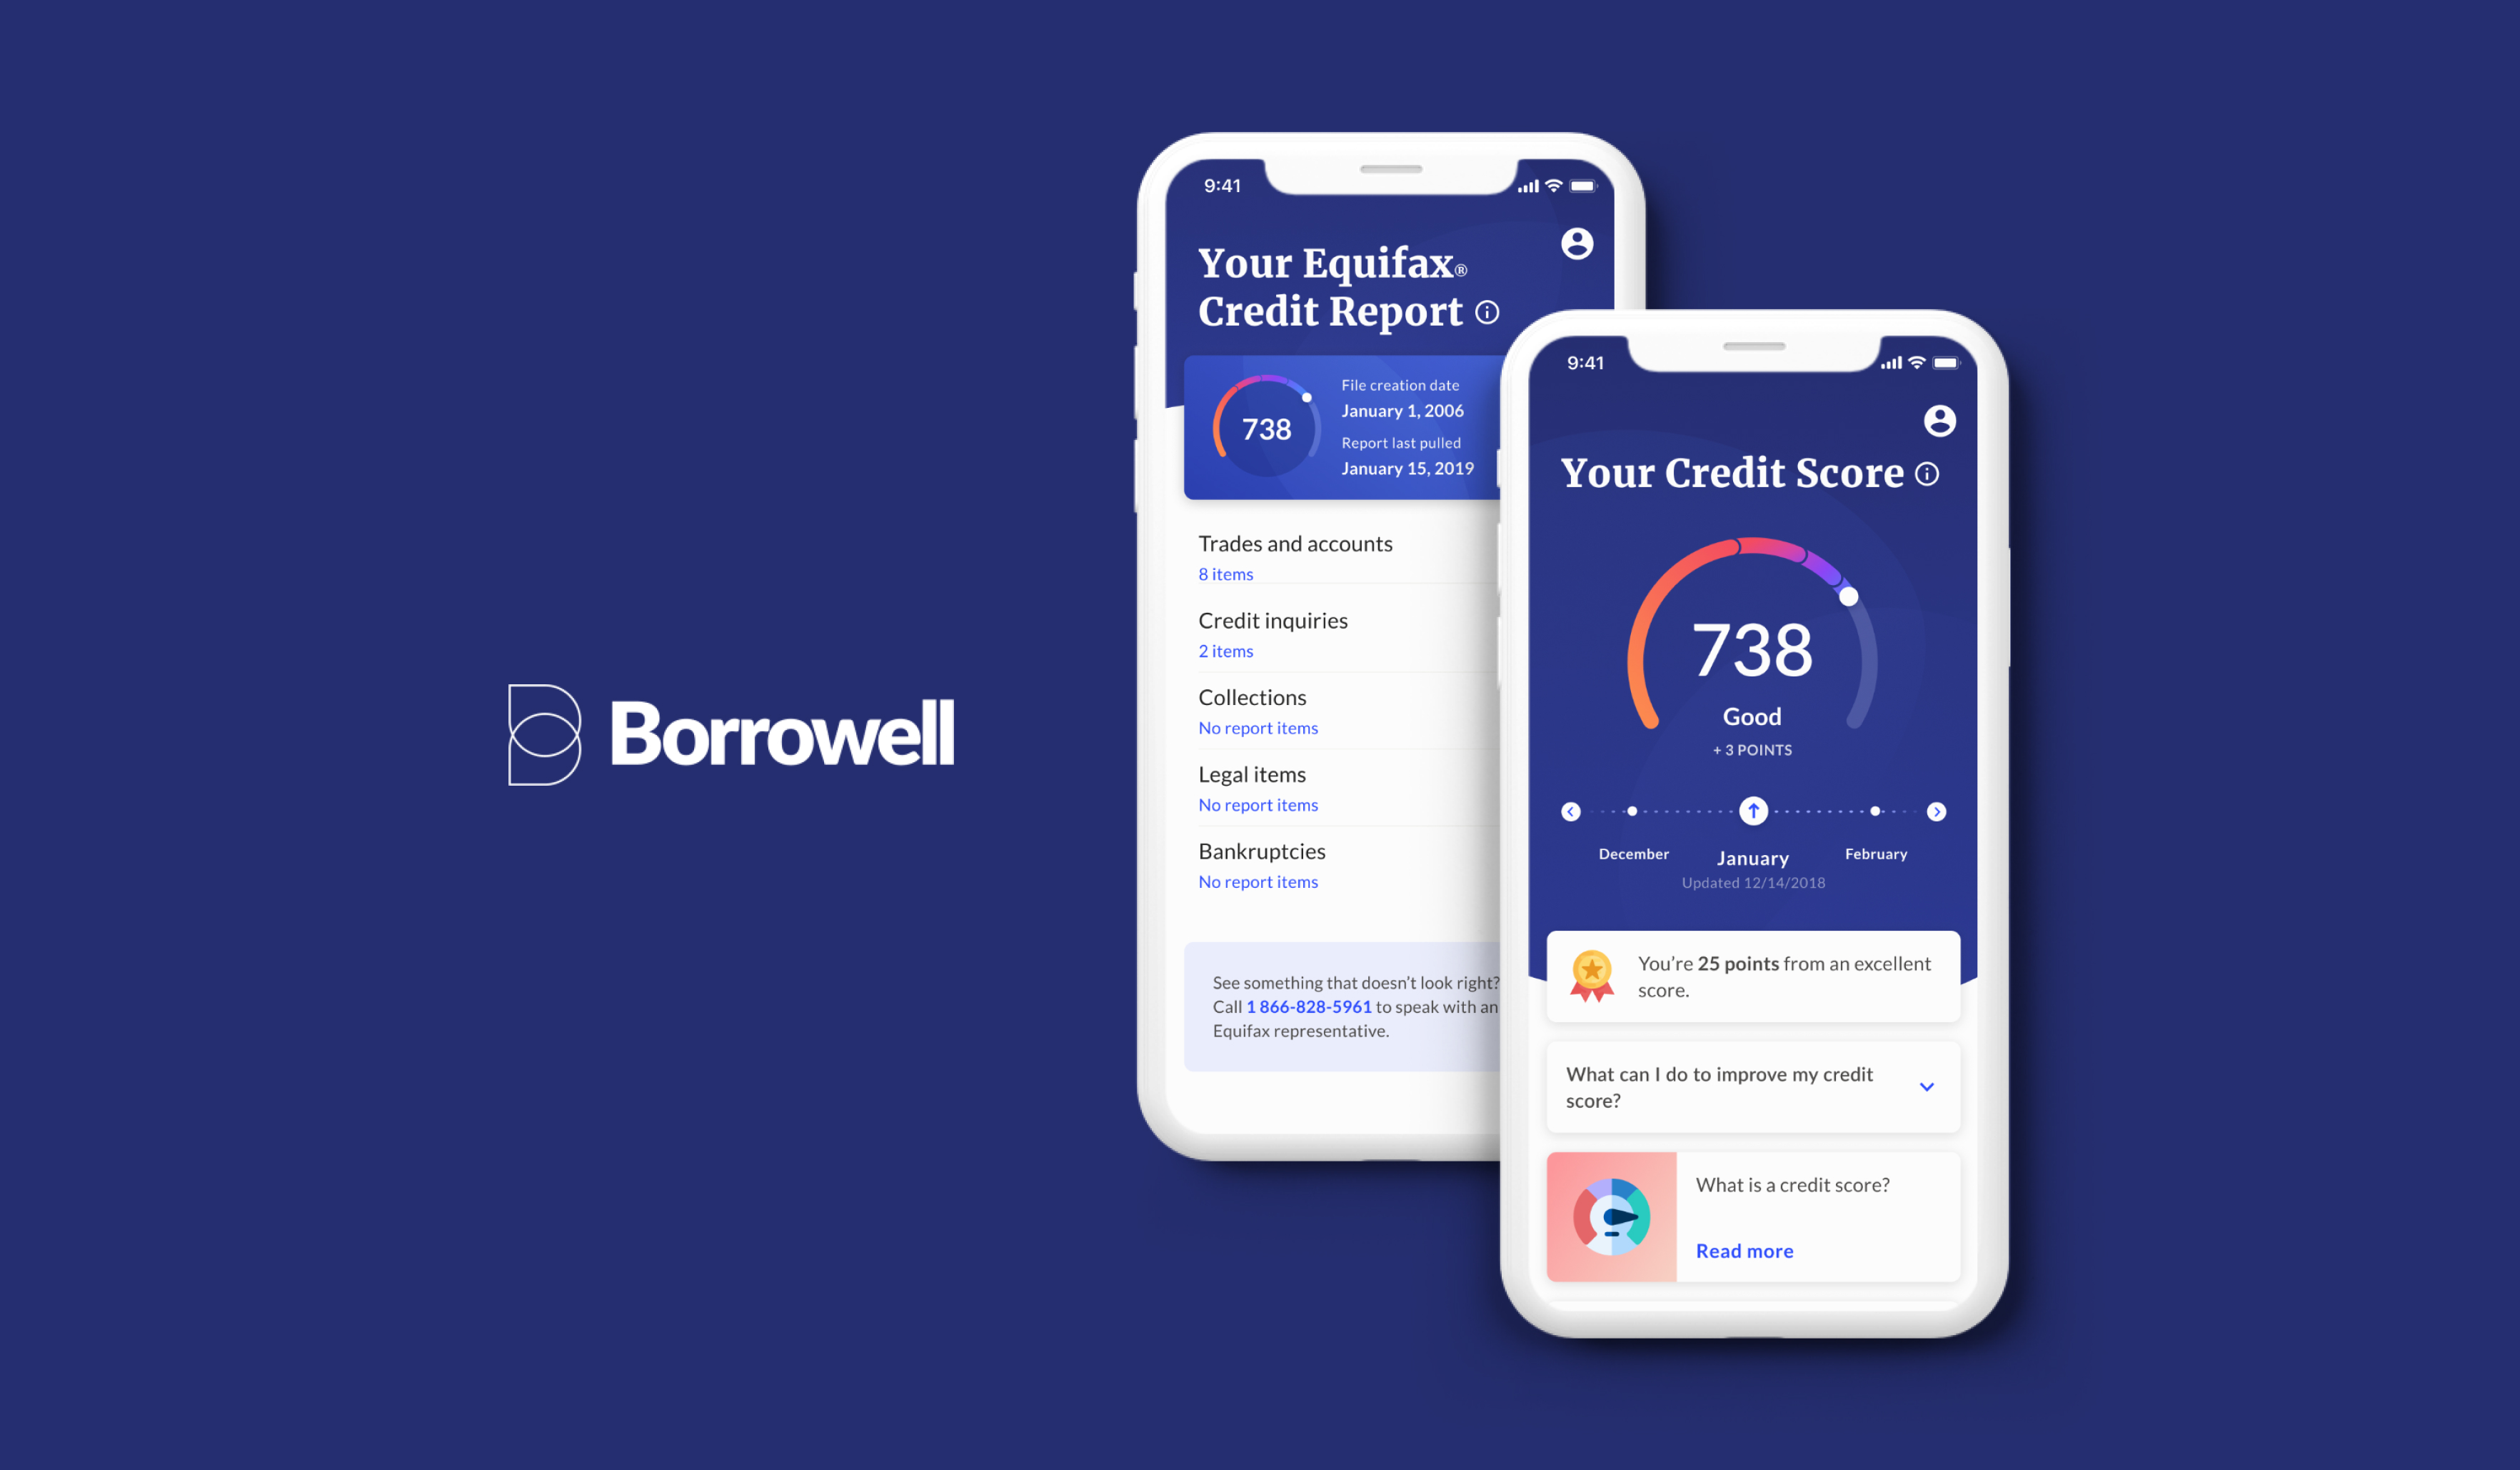 Borrowell
9:41
Your Equifax®
Credit Report
738
File creation date
January 1, 2006
Report last pulled
January 15, 2019
Trades and accounts
8 items
Credit inquiries
2 items
Collections
No report items
Legal items
No report items
Bankruptcies
No report items
See something that doesn't look right?
Call 1 866-828-5961 to speak with an
Equifax representative.
9:41
Your Credit Score
738
Good
+ 3 POINTS
December January February
Updated 12/14/2018
You're 25 points from an excellent
score.
What can I do to improve my credit
score?
What is a credit score?
Read more